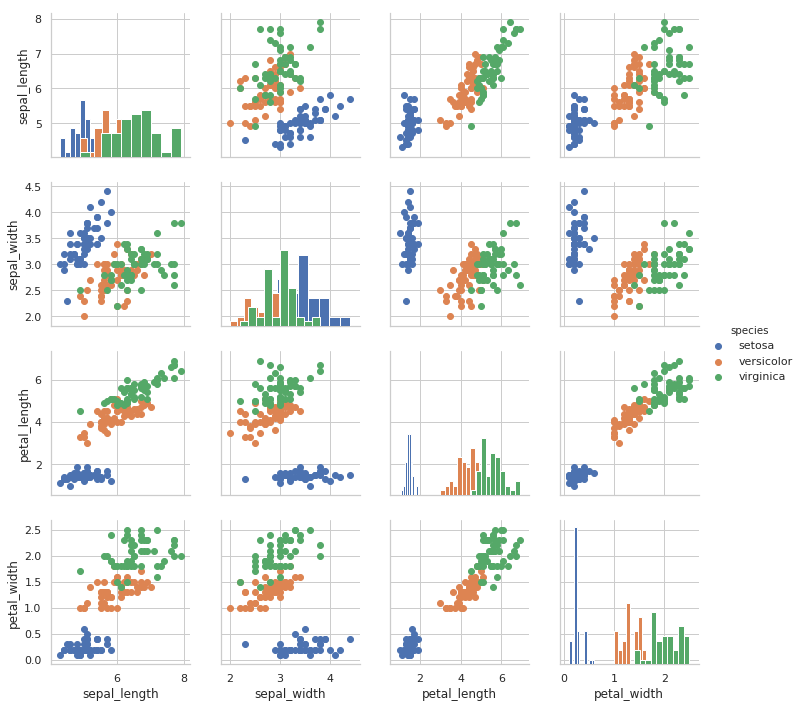 sepal_length
8
7
6
5
sepal_width
4.5
4.0
3.5
3.0
2.5
2.0
species
setosa
versicolor
virginica
petal_length
6
4
2
petal_width
2.5
2.0
1.5
1.0
0.5
0.0
6 8
2 3 4
2 4 6
0 1 2
sepal_length sepal_width petal_length petal_width